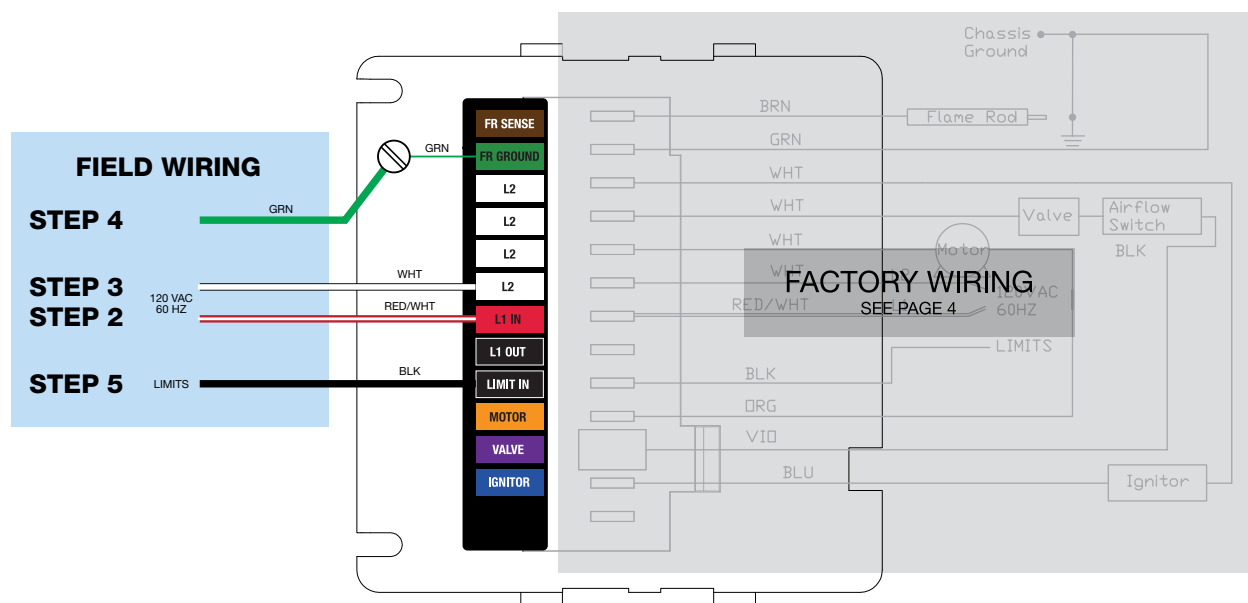 FIELD WIRING
STEP 4
GRN
GRN
STEP 3
120 VAC
60 HZ
WHT
STEP 2
RED/WHT
STEP 5
LIMITS
BLK
FR SENSE
FR GROUND
L2
L2
L2
L2
L1 IN
L1 OUT
LIMIT IN
MOTOR
VALVE
IGNITOR
Chassis
Ground
BRN
Flame Rod
GRN
WHT
WHT
Valve
Airflow
Switch
BLK
WHT
Motor
WHT
FACTORY WIRING
SEE PAGE 4
RED/WHT
120VAC
60HZ
LIMITS
BLK
ORG
VIO
BLU
Ignitor